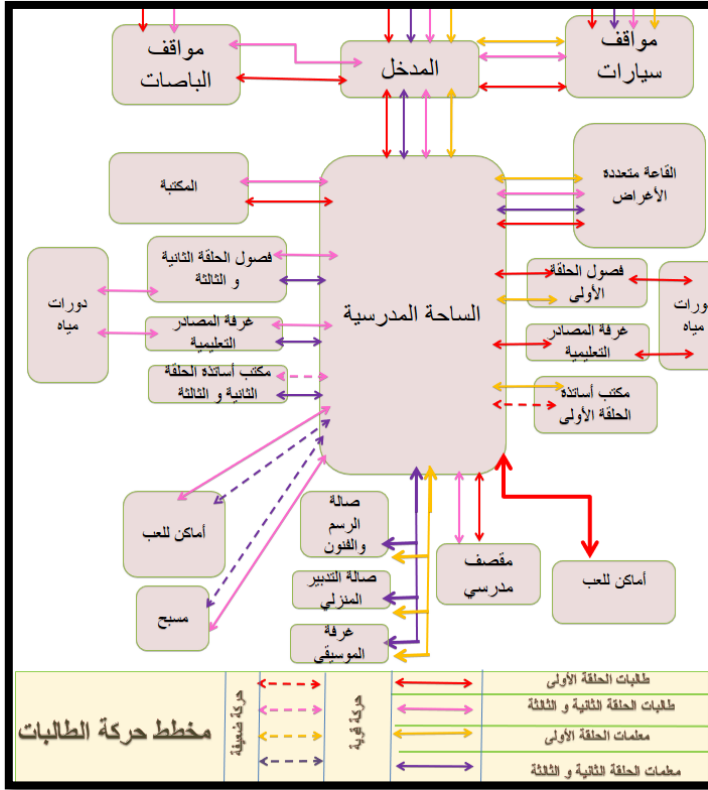 مواقف
سيارات
المدخل
مواقف
الباصات
القاعة متعدده
الأغراض
المكتبة
الساحة المدرسية
فصول الحلقة
الأولى
دورات
مياه
غرفة المصادر
التعليمية
مكتب أساتذة
الحلقة الأولى
فصول الحلقة الثانية
و الثالثة
دورات
مياه
غرفة المصادر
التعليمية
مكتب أساتذة الحلقة
الثانية و الثالثة
أماكن للعب
مقصف
مدرسي
صالة
الرسم
والفنون
صالة التدبير
المنزلي
غرفة
الموسيقى
أماكن للعب
مسبح
طالبات الحلقة الأولى
طالبات الحلقة الثانية و الثالثة
معلمات الحلقة الأولى
معلمات الحلقة الثانية و الثالثة
حركة قوية
حركة ضعيفة
مخطط حركة الطالبات